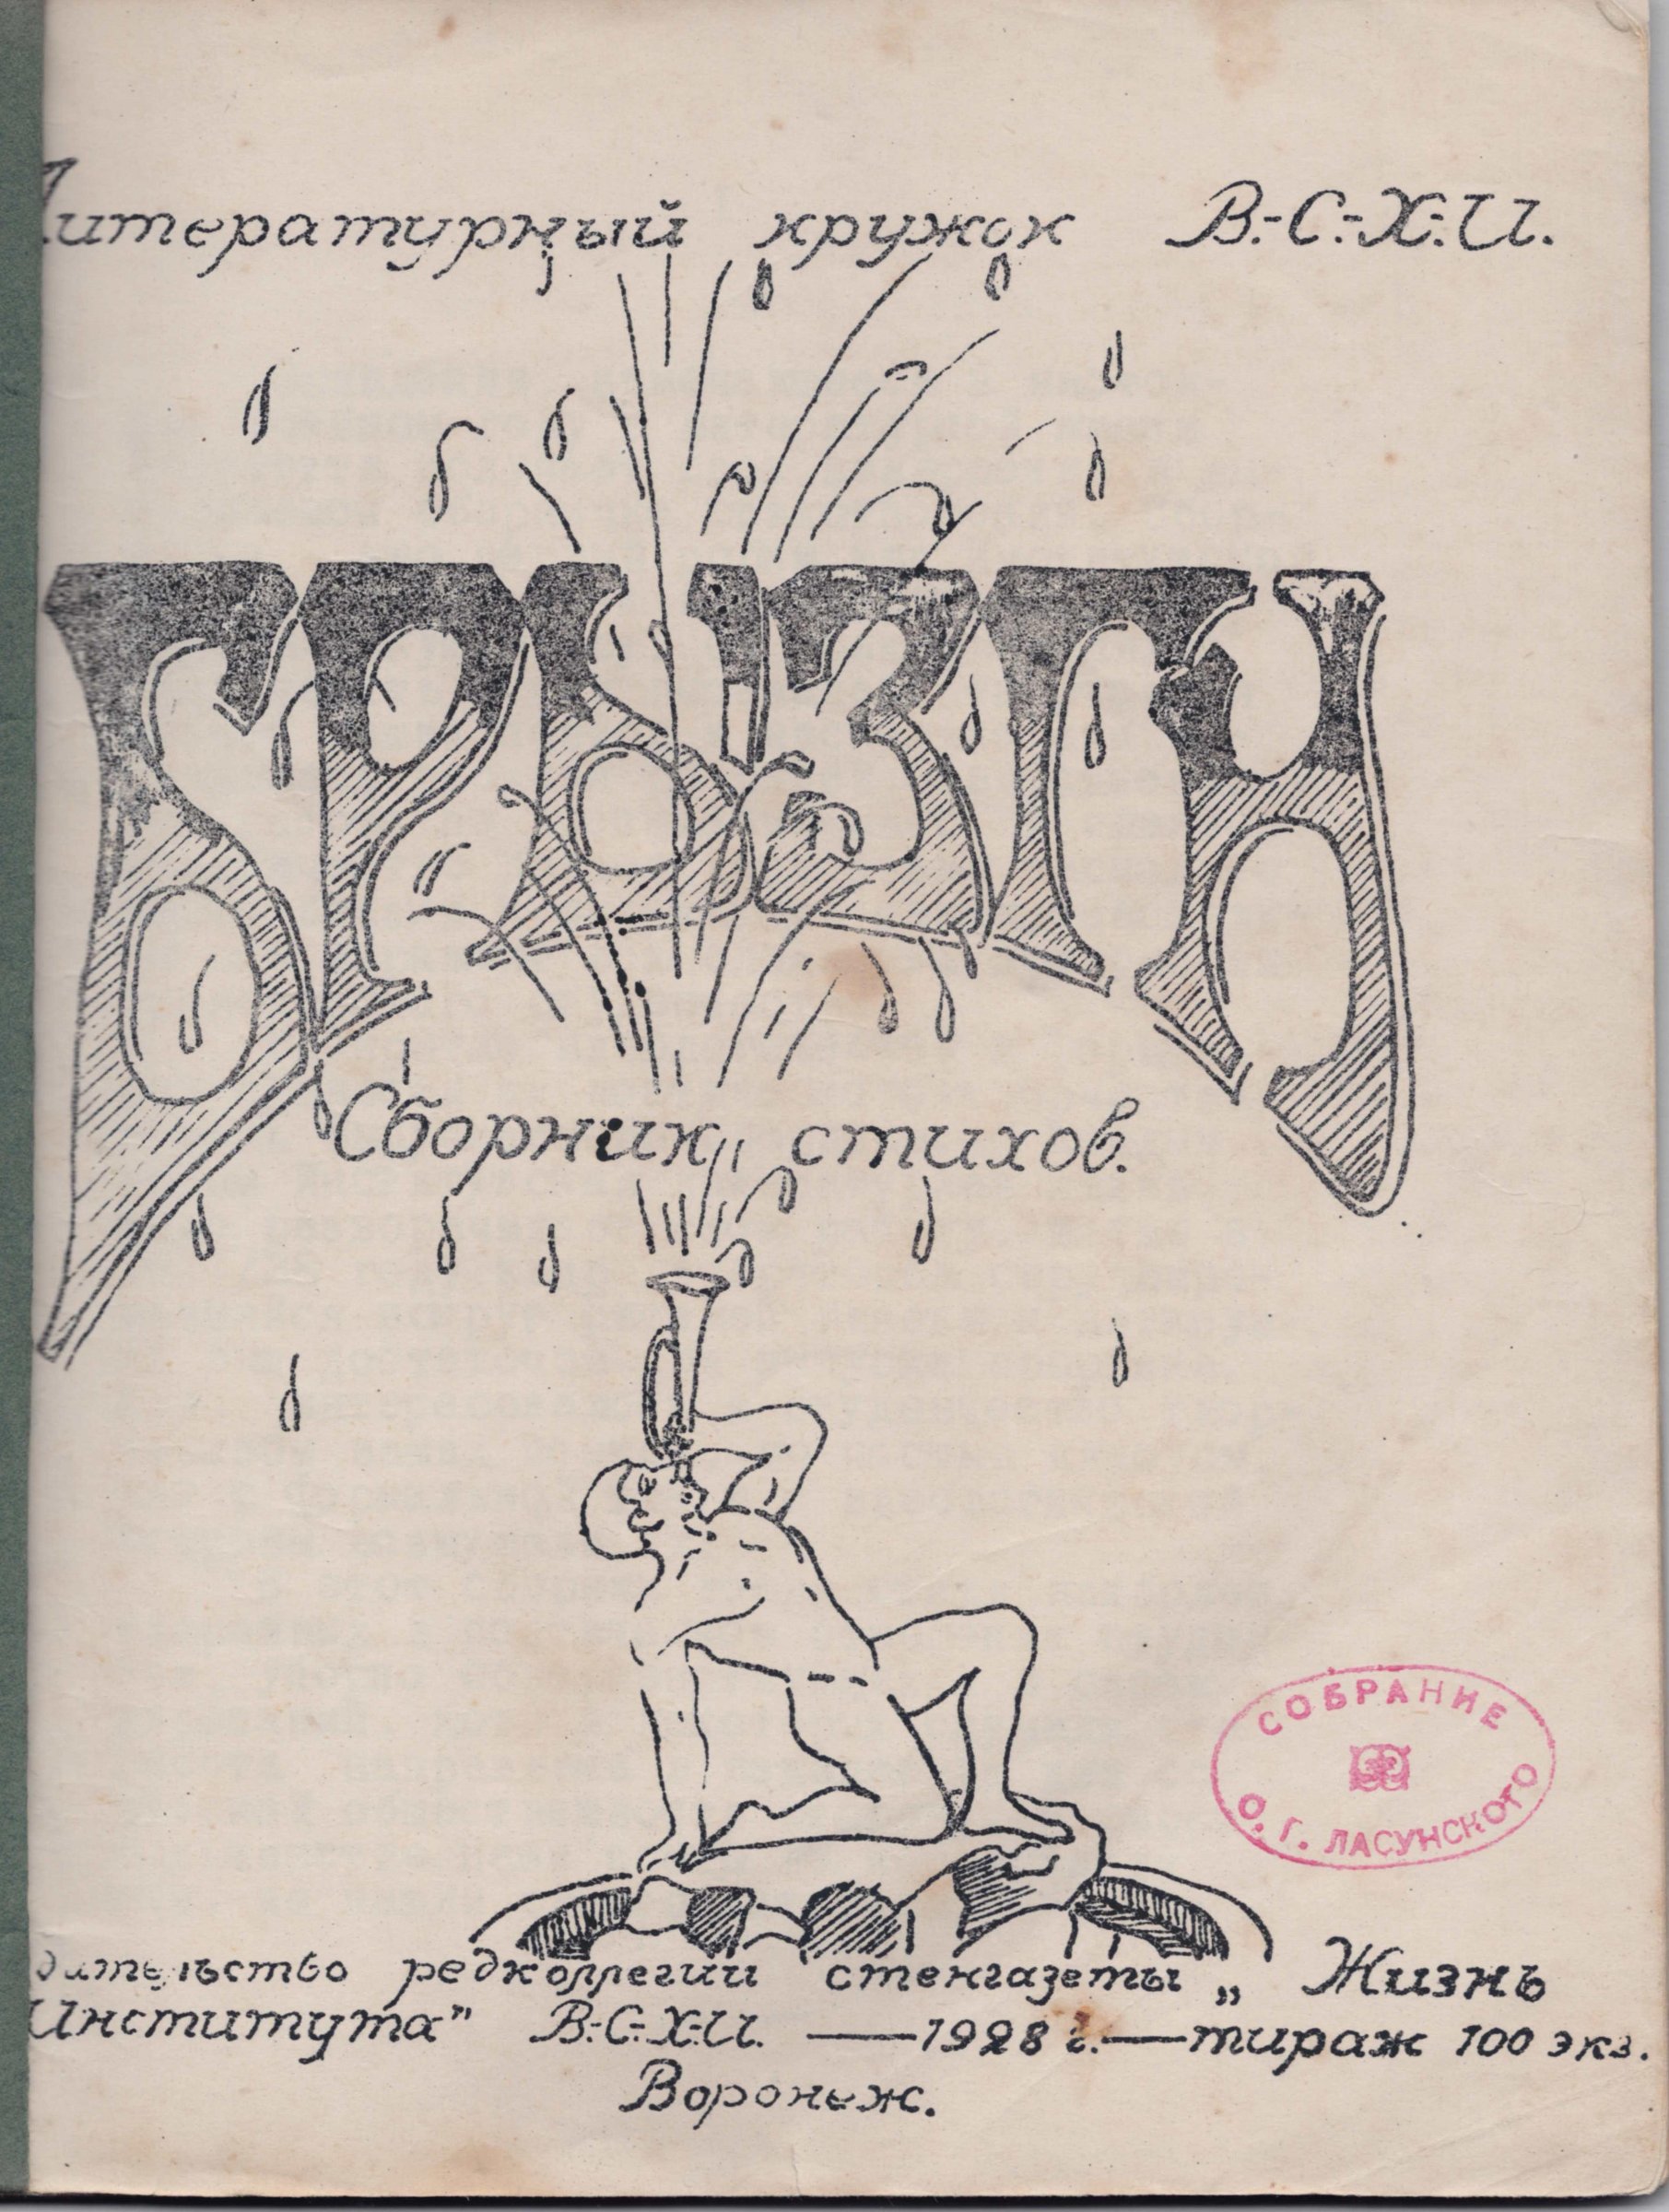 Литературный кружок В.-С.-Х.-И.
БРЫЗГИ
Сборник стихов.
СОБРАНИЕ
О. Г. ЛАСУНСКОГО
дательство редколлегии стенгазеты „ Жизнь
Института" В.-С.-Х.-И. — 1928 г. — тираж 100 экз.
Воронеж.